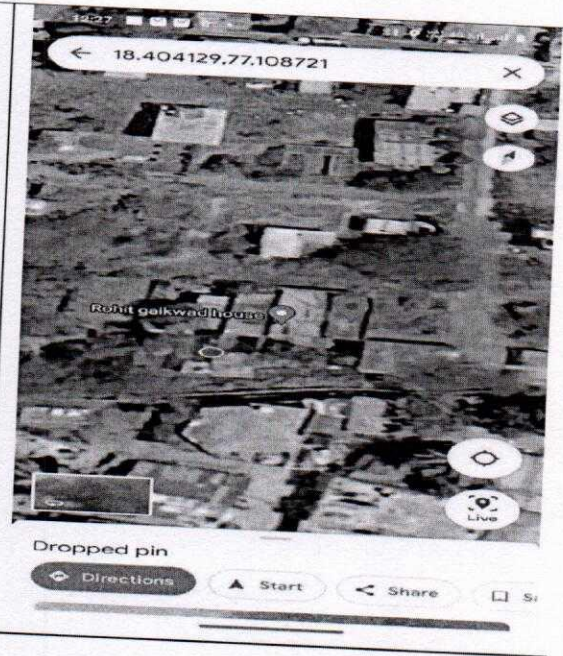 18.404129,77.108721
Rohit gaikwad house
Live
Dropped pin
Directions
Start
Share